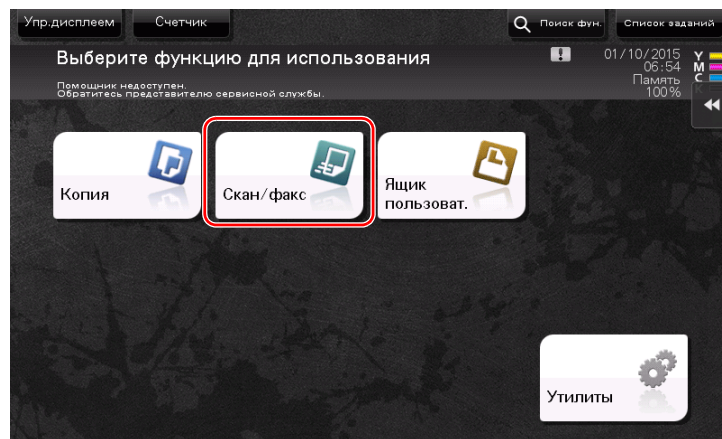 Упр.дисплеем
Счетчик
Поиск фун.
Список заданий
Выберите функцию для использования
Помощник недоступен.
Обратитесь представителю сервисной службы.
01/10/2015
06:54
Память
100%
Y
M
C
K
Копия
Скан/факс
Ящик
пользоват.
Утилиты